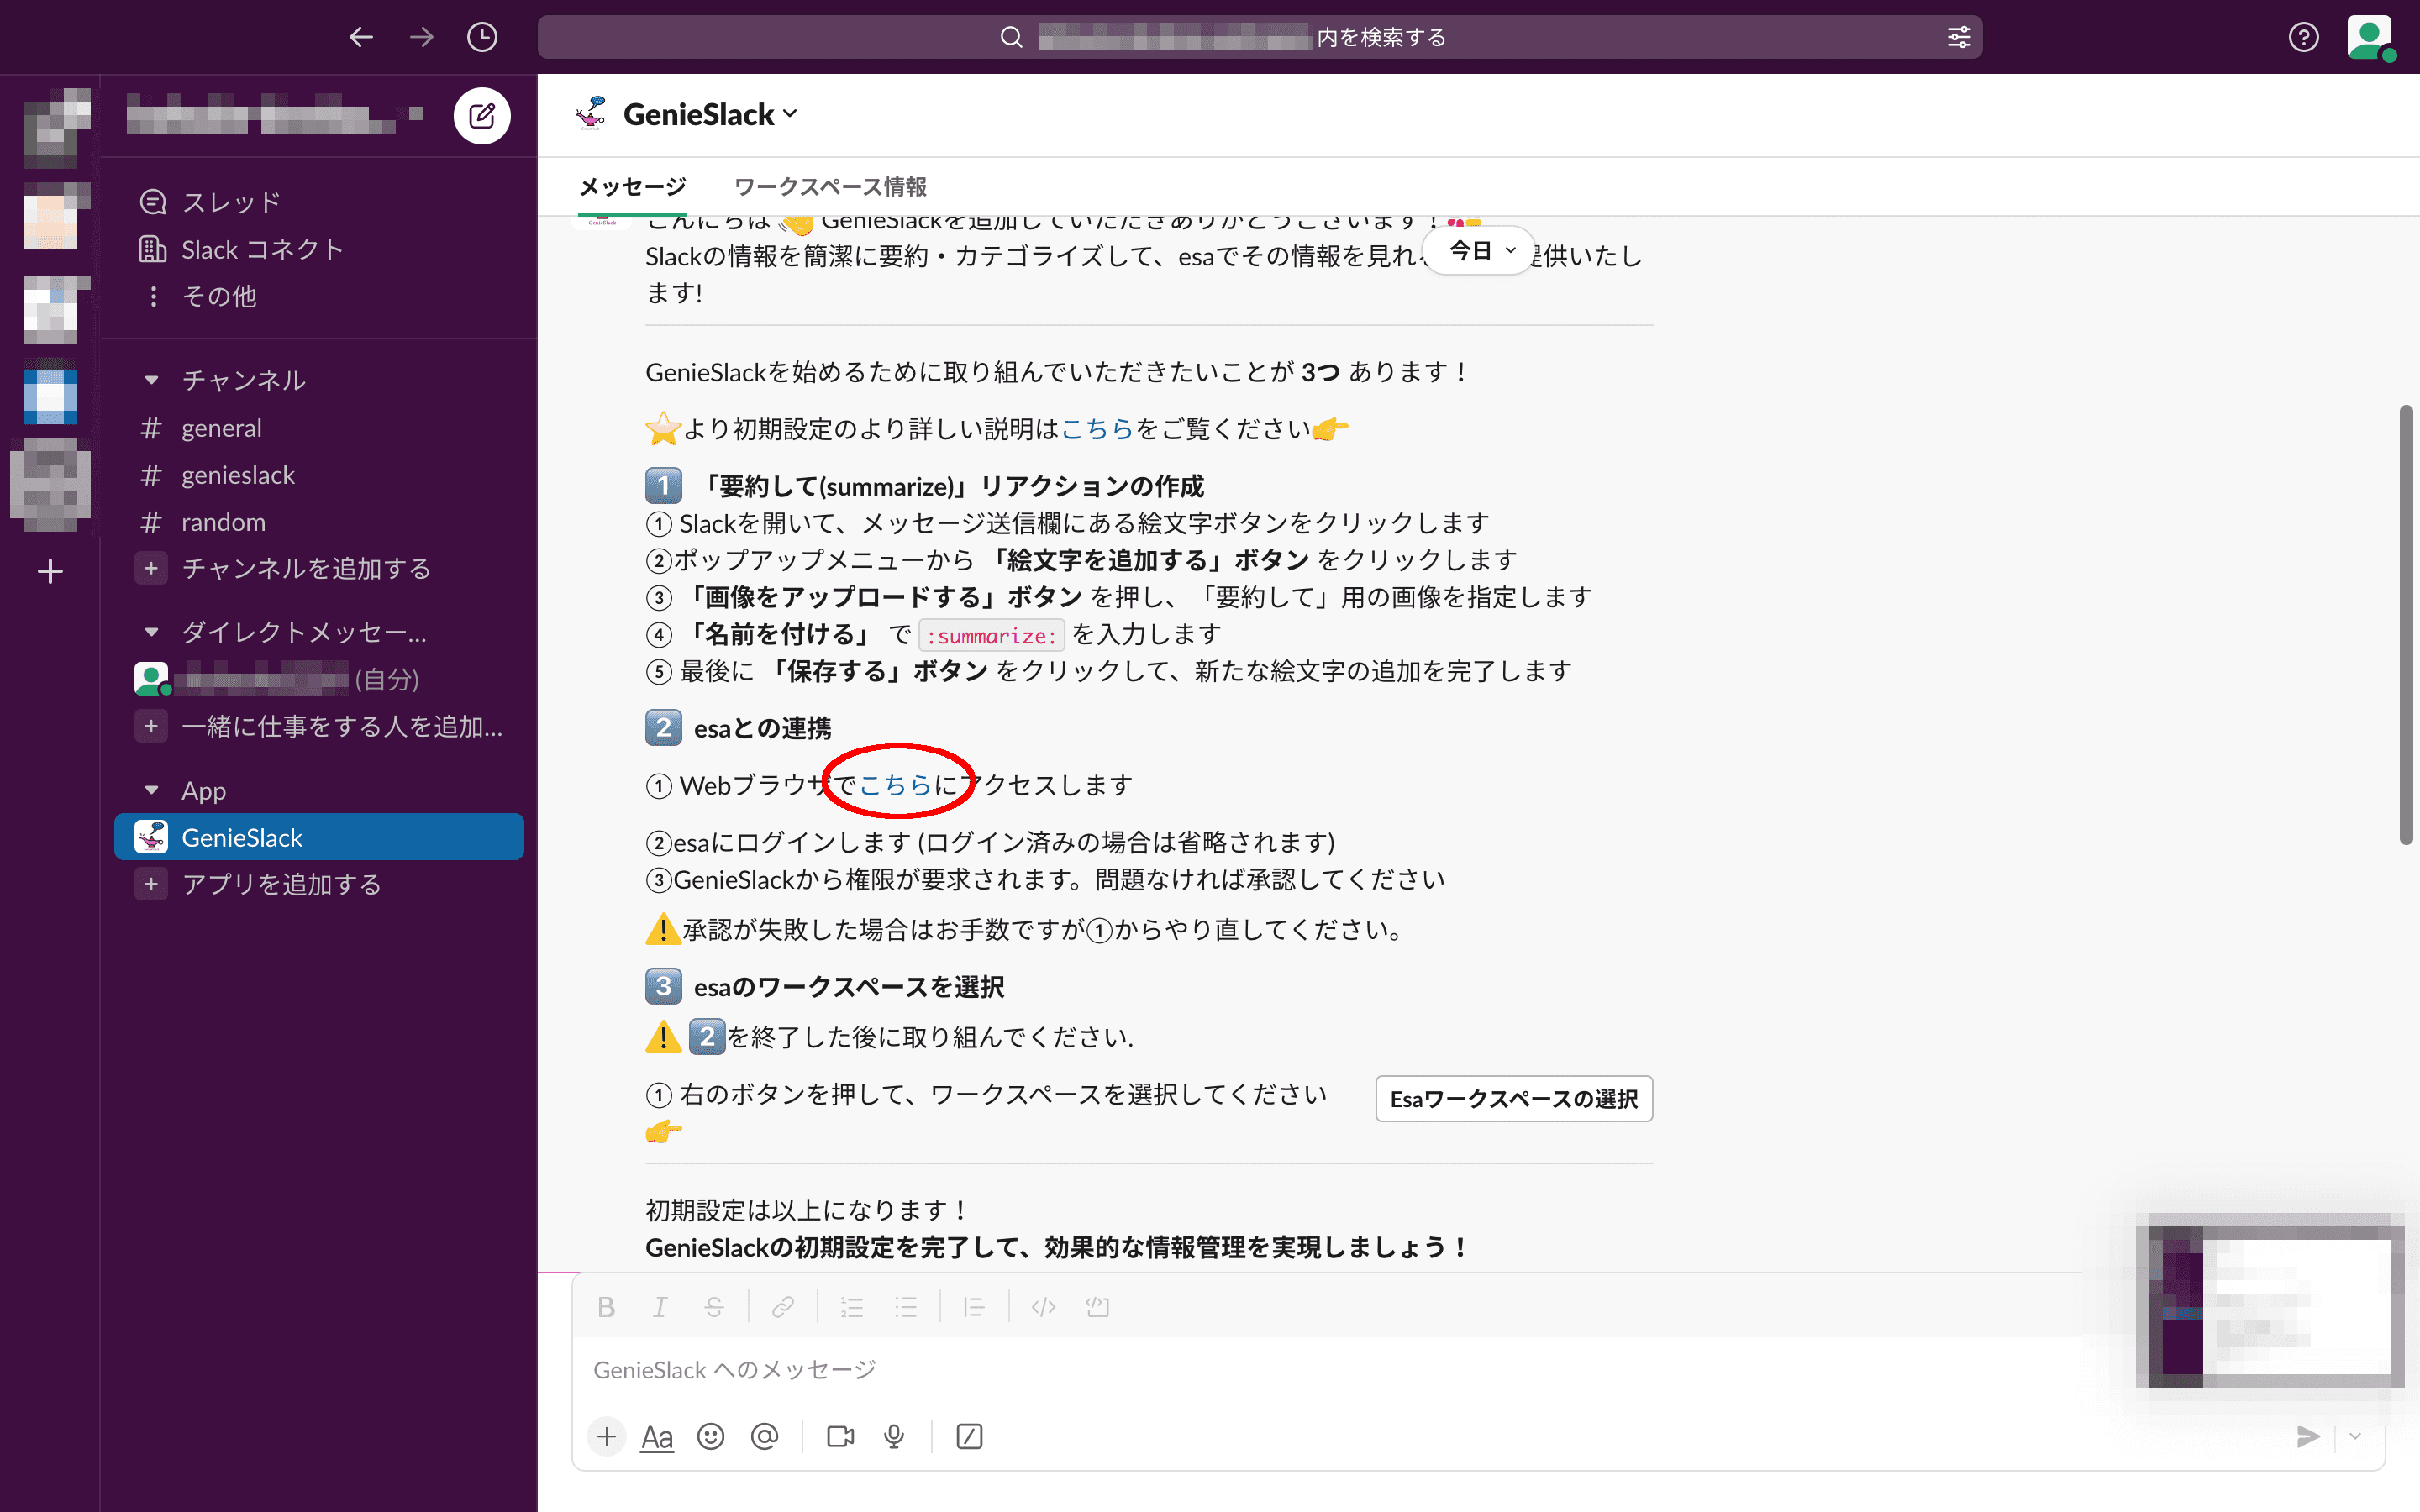 内を検索する
スレッド
Slack コネクト
その他
チャンネル
# general
# genieslack
# random
+ チャンネルを追加する
ダイレクトメッセー...
(自分)
+ 一緒に仕事をする人を追加...
App
GenieSlack
+ アプリを追加する
GenieSlack
メッセージ ワークスペース情報
こんにちは 👋 GenieSlackを追加していただきありがとうございます！
今日
Slackの情報を簡潔に要約・カテゴライズして、esaでその情報を見れ 提供いたし
ます!
GenieSlackを始めるために取り組んでいただきたいことが 3つ あります！
⭐より初期設定のより詳しい説明はこちらをご覧ください👉
1 「要約して(summarize)」リアクションの作成
① Slackを開いて、メッセージ送信欄にある絵文字ボタンをクリックします
②ポップアップメニューから 「絵文字を追加する」ボタン をクリックします
③ 「画像をアップロードする」ボタン を押し、「要約して」用の画像を指定します
④ 「名前を付ける」 で :summarize: を入力します
⑤ 最後に 「保存する」ボタン をクリックして、新たな絵文字の追加を完了します
2 esaとの連携
① Webブラウザでこちらにアクセスします
②esaにログインします (ログイン済みの場合は省略されます)
③GenieSlackから権限が要求されます。問題なければ承認してください
⚠️承認が失敗した場合はお手数ですが①からやり直してください。
3 esaのワークスペースを選択
⚠️ 2を終了した後に取り組んでください.
① 右のボタンを押して、ワークスペースを選択してください
👉
Esaワークスペースの選択
初期設定は以上になります！
GenieSlackの初期設定を完了して、効果的な情報管理を実現しましょう！
GenieSlack へのメッセージ
Aa